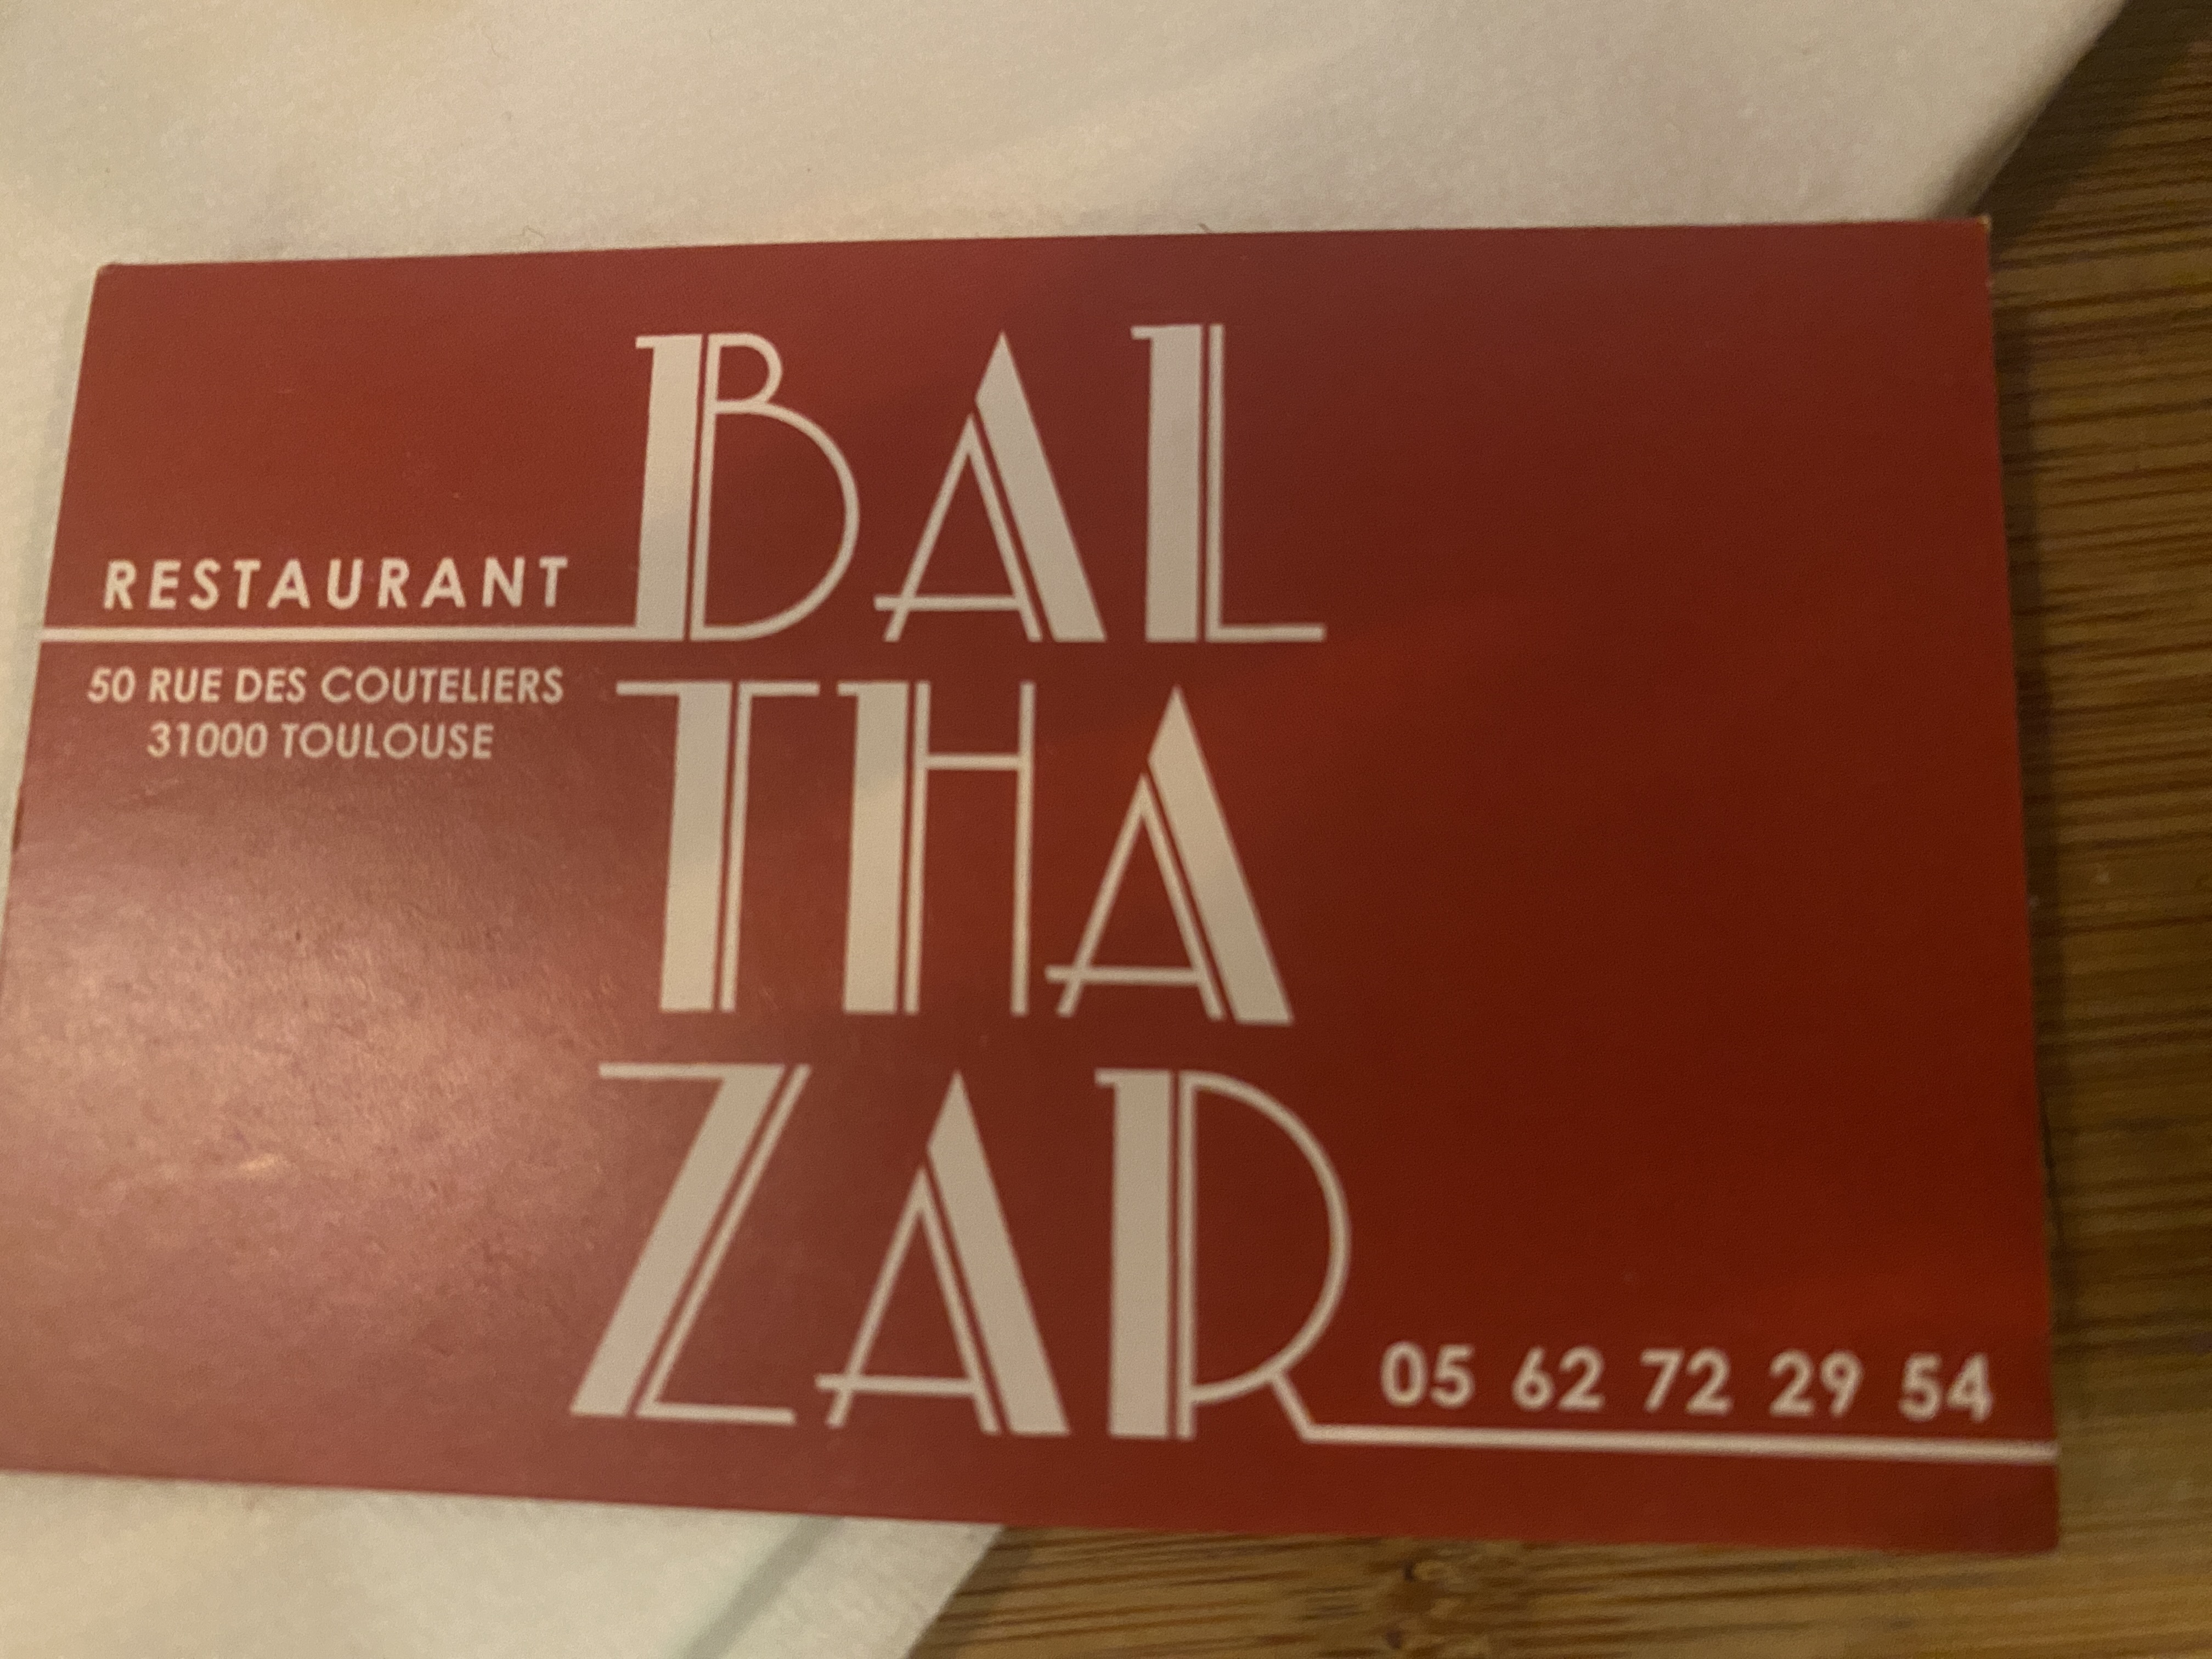 RESTAURANT
50 RUE DES COUTELIERS
31000 TOULOUSE
BAL
THA
ZAR
05 62 72 29 54